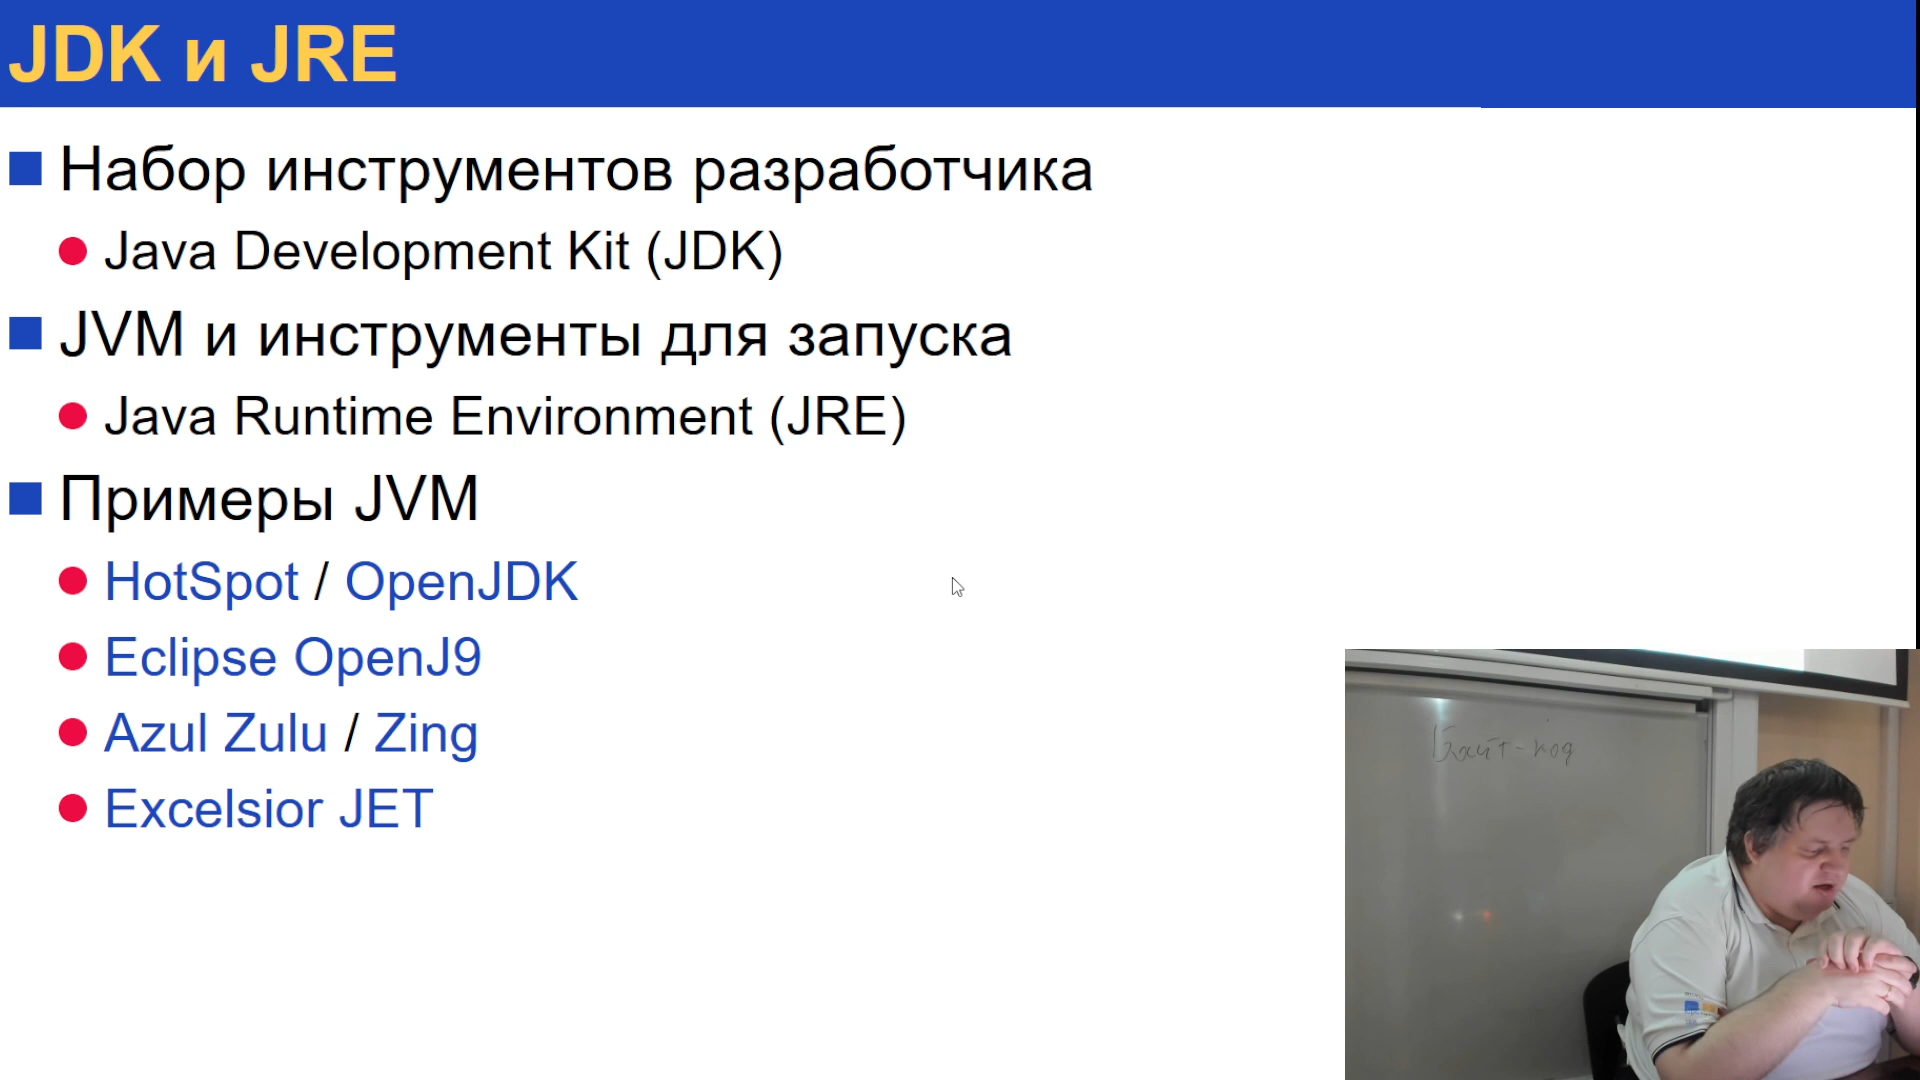 JDK и JRE
Набор инструментов разработчика
Java Development Kit (JDK)
JVM и инструменты для запуска
Java Runtime Environment (JRE)
Примеры JVM
HotSpot / OpenJDK
Eclipse OpenJ9
Azul Zulu / Zing
Excelsior JET
Байт-код